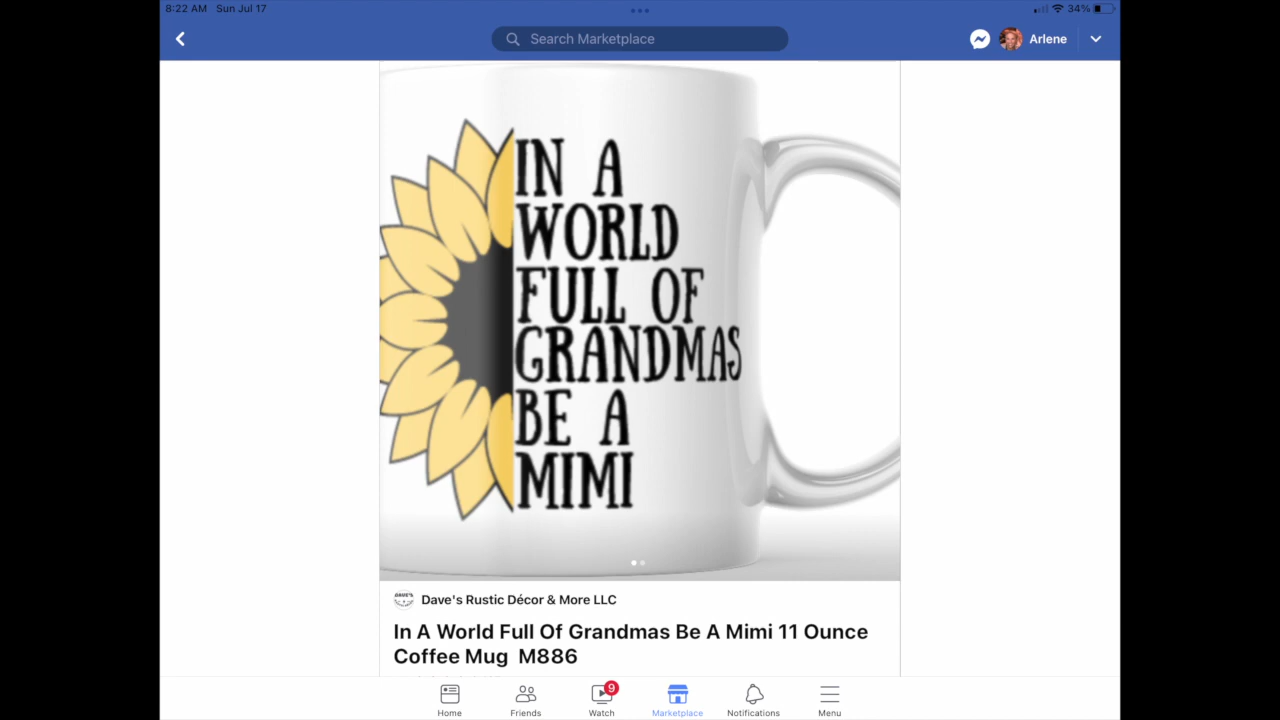 8:22 AM Sun Jul 17
34%
Search Marketplace
Arlene
IN A
WORLD
FULL OF
GRANDMAS
BE A
MIMI
Dave's Rustic Décor & More LLC
In A World Full Of Grandmas Be A Mimi 11 Ounce
Coffee Mug M886
9
Home Friends Watch Marketplace Notifications Menu